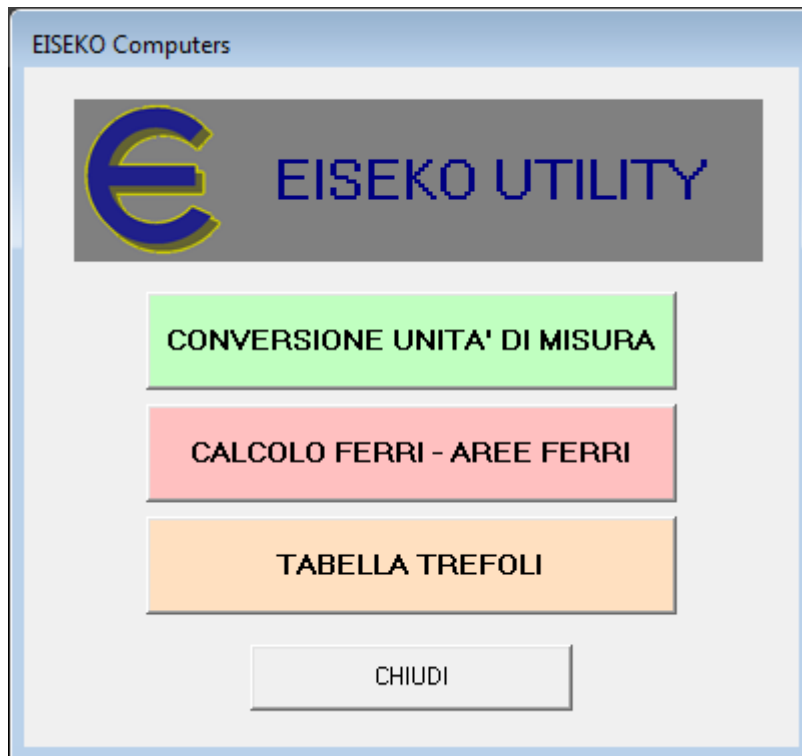 EISEKO Computers
EISEKO UTILITY
CONVERSIONE UNITA' DI MISURA
CALCOLO FERRI - AREE FERRI
TABELLA TREFOLI
CHIUDI